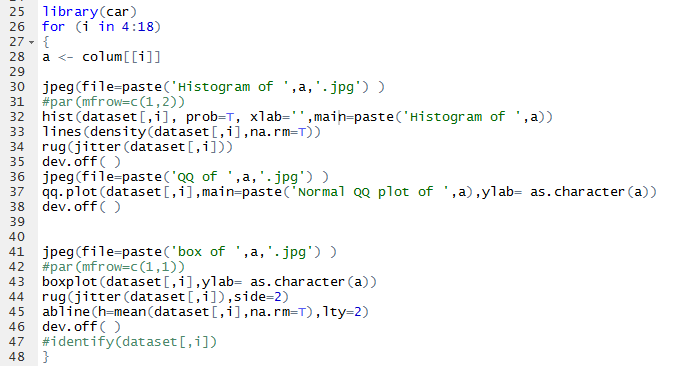 25 library(car)
26 for (i in 4:18)
27 {
28 a <- colum[[i]]
29
30 jpeg(file=paste('Histogram of ',a,'.jpg') )
31 #par(mfrow=c(1,2))
32 hist(dataset[,i], prob=T, xlab='',main=paste('Histogram of ',a))
33 lines(density(dataset[,i],na.rm=T))
34 rug(jitter(dataset[,i]))
35 dev.off( )
36 jpeg(file=paste('QQ of ',a,'.jpg') )
37 qq.plot(dataset[,i],main=paste('Normal QQ plot of ',a),ylab= as.character(a))
38 dev.off( )
39
40
41 jpeg(file=paste('box of ',a,'.jpg') )
42 #par(mfrow=c(1,1))
43 boxplot(dataset[,i],ylab= as.character(a))
44 rug(jitter(dataset[,i]),side=2)
45 abline(h=mean(dataset[,i],na.rm=T),lty=2)
46 dev.off( )
47 #identify(dataset[,i])
48 }